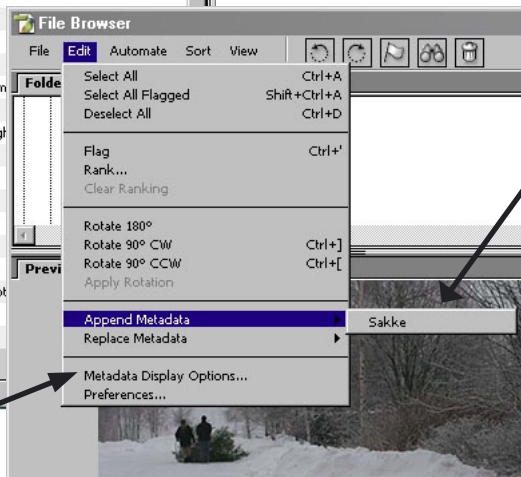 File Browser
File Edit Automate Sort View
Folde
Select All Ctrl+A
Select All Flagged Shift+Ctrl+A
Deselect All Ctrl+D
Flag Ctrl+'
Rank...
Clear Ranking
Rotate 180°
Rotate 90° CW Ctrl+]
Rotate 90° CCW Ctrl+[
Apply Rotation
Previ
Append Metadata
Sakke
Replace Metadata
Metadata Display Options...
Preferences...